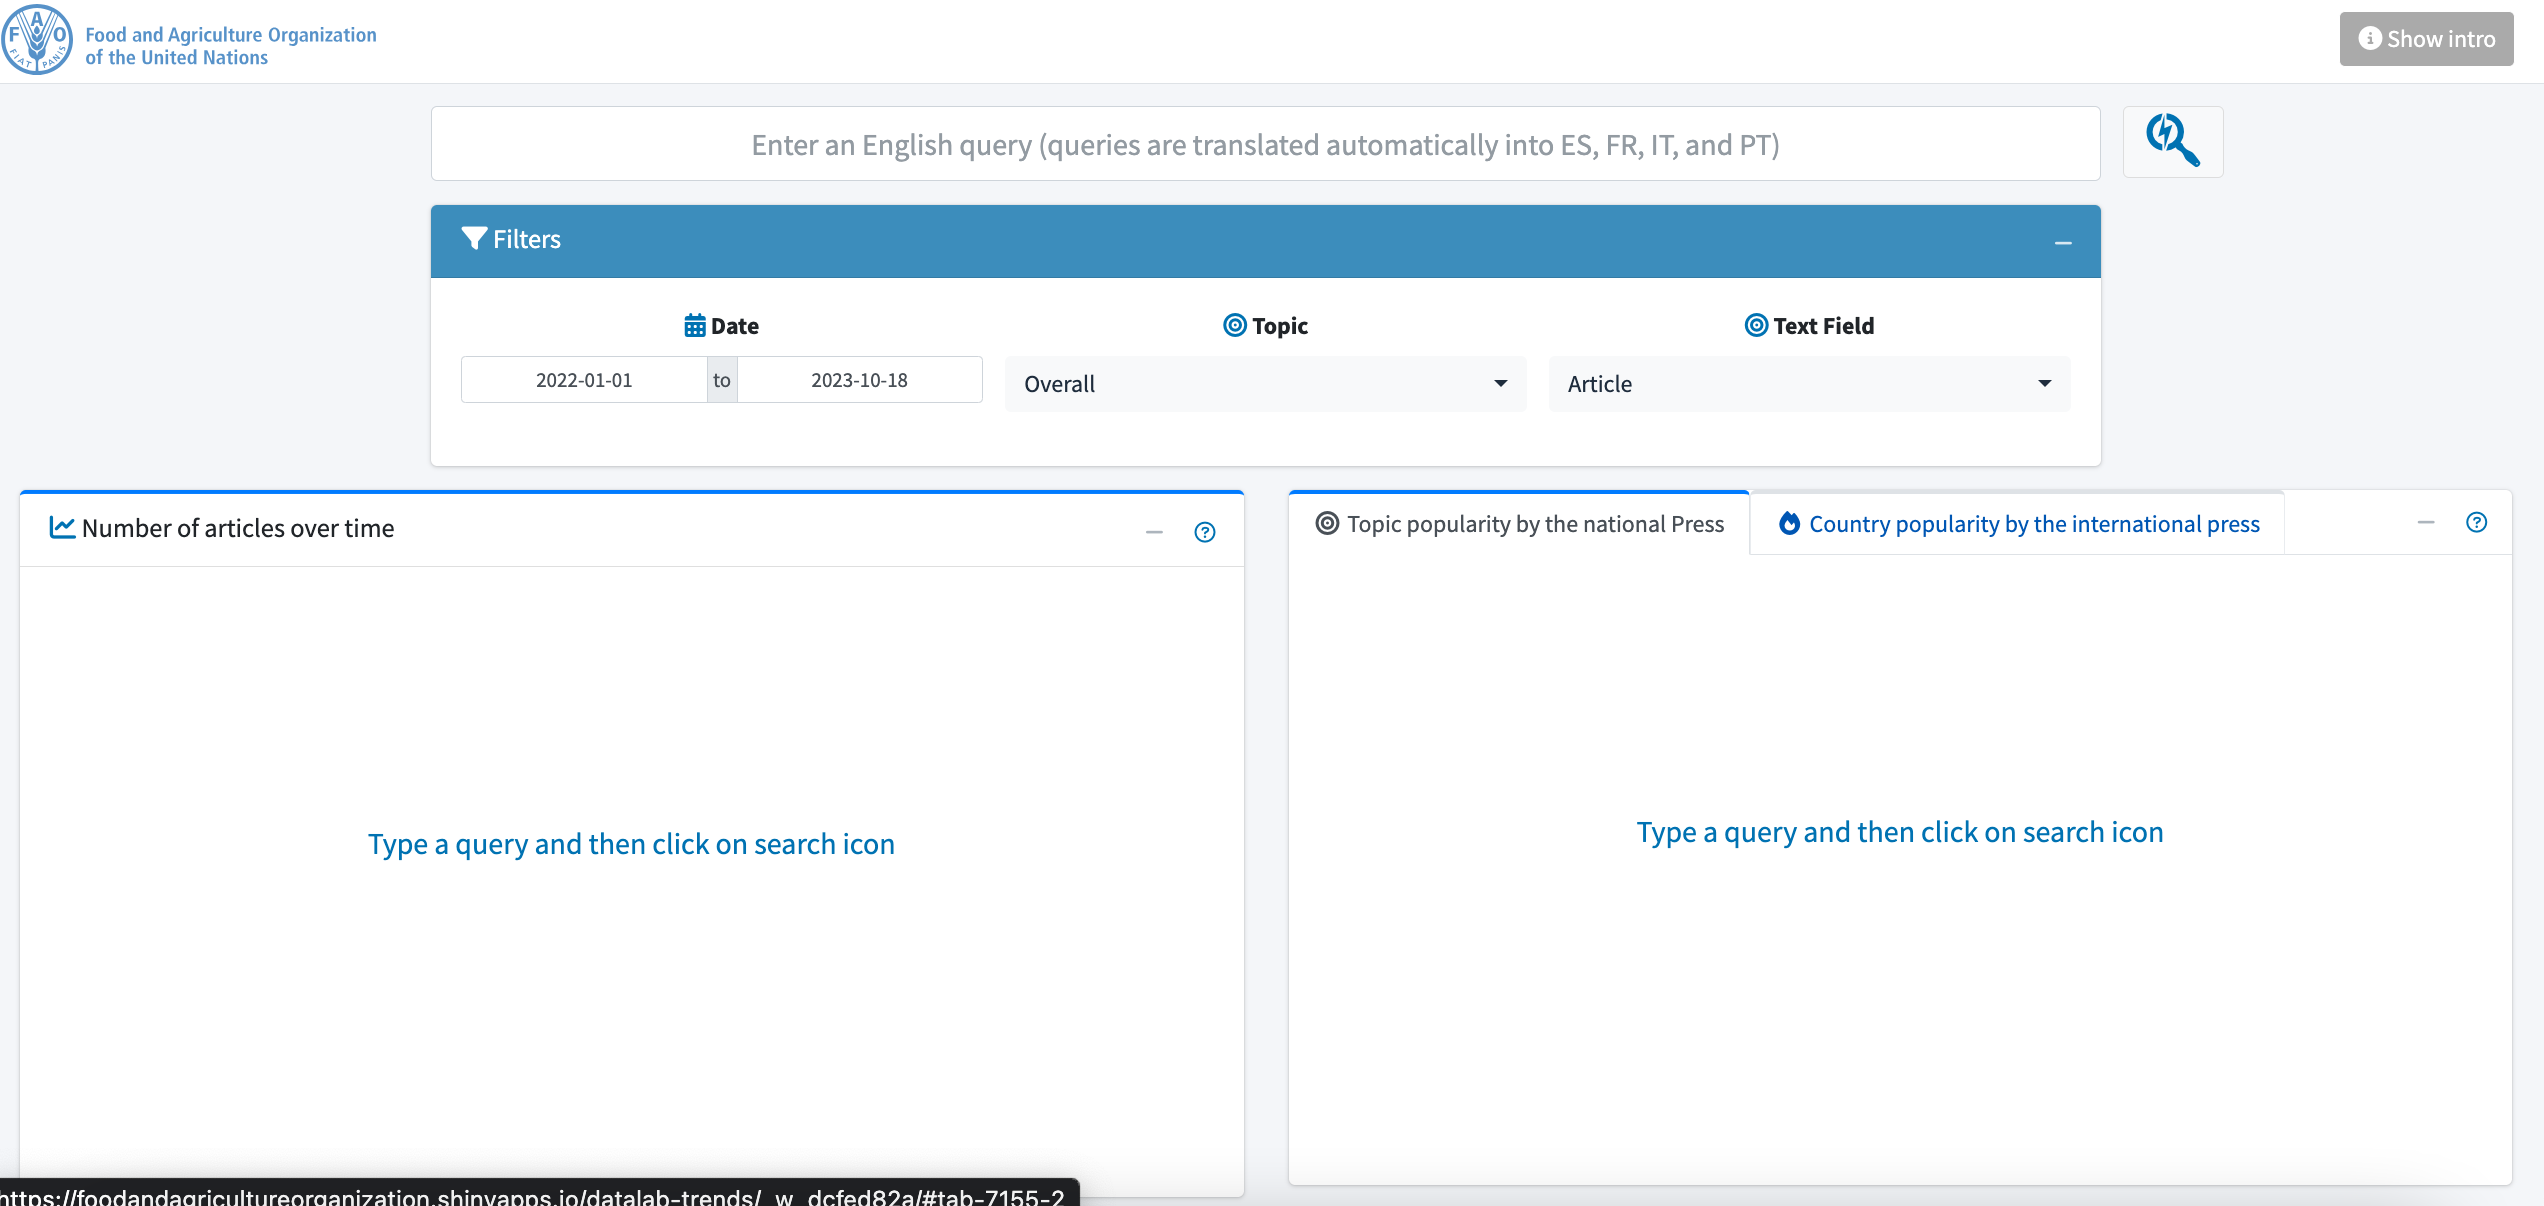 F A O
FIAT PANIS
Food and Agriculture Organization
of the United Nations
Show intro
Enter an English query (queries are translated automatically into ES, FR, IT, and PT)
Filters
Date
Topic
Text Field
2022-01-01 to 2023-10-18
Overall
Article
Number of articles over time
Topic popularity by the national Press
Country popularity by the international press
Type a query and then click on search icon
Type a query and then click on search icon
https://foodandagricultureorganization.shinyapps.io/datalab-trends/_w_dcfed82a/#tab-7155-2